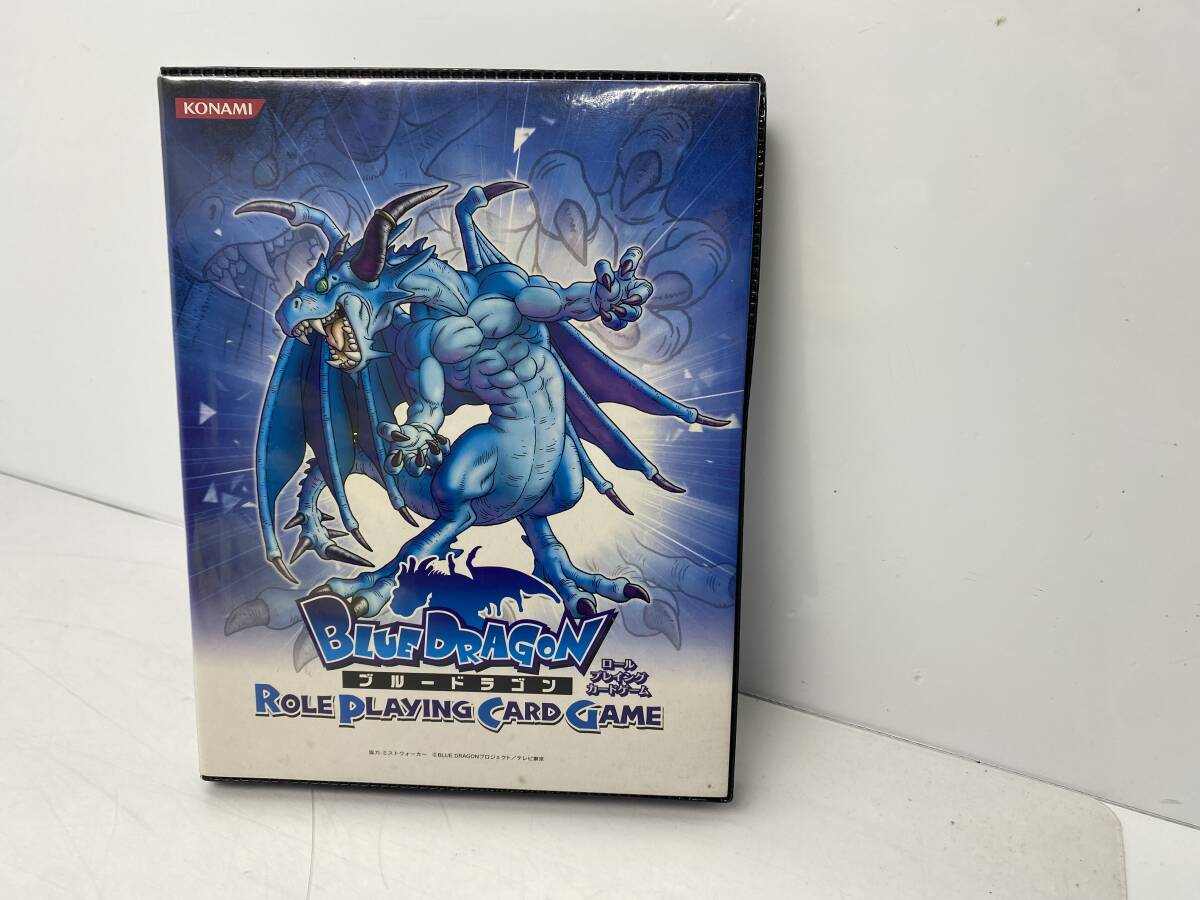 KONAMI
BLUE DRAGON
ブルードラゴン
ロール
プレイング
カードゲーム
ROLE PLAYING CARD GAME
協力:ミストウォーカー ©BLUE DRAGONプロジェクト/テレビ東京